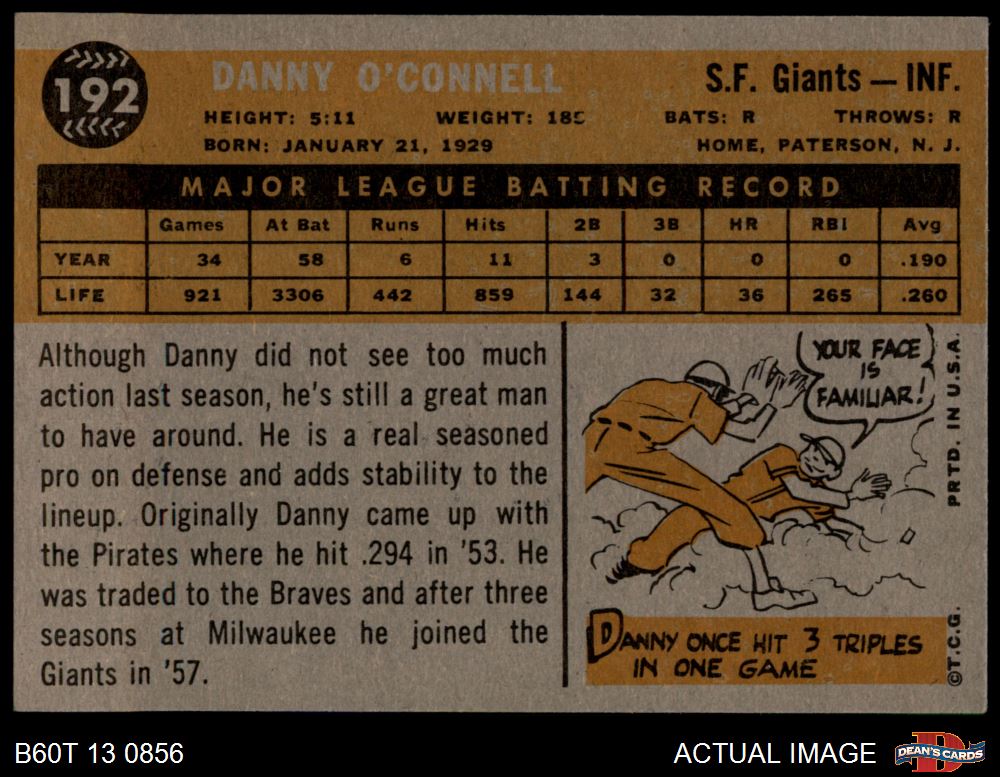 192
DANNY O'CONNELL
S.F. Giants — INF.
HEIGHT: 5:11 WEIGHT: 185 BATS: R THROWS: R
BORN: JANUARY 21, 1929 HOME, PATERSON, N. J.
MAJOR LEAGUE BATTING RECORD
Games At Bat Runs Hits 2B 3B HR RBI Avg
YEAR 34 58 6 11 3 0 0 0 .190
LIFE 921 3306 442 859 144 32 36 265 .260
Although Danny did not see too much
action last season, he's still a great man
to have around. He is a real seasoned
pro on defense and adds stability to the
lineup. Originally Danny came up with
the Pirates where he hit .294 in '53. He
was traded to the Braves and after three
seasons at Milwaukee he joined the
Giants in '57.
YOUR FACE
IS
FAMILIAR!
DANNY ONCE HIT 3 TRIPLES
IN ONE GAME
©T.C.G. PRTD. IN U.S.A.
B60T 13 0856
ACTUAL IMAGE
D
DEAN'S CARDS